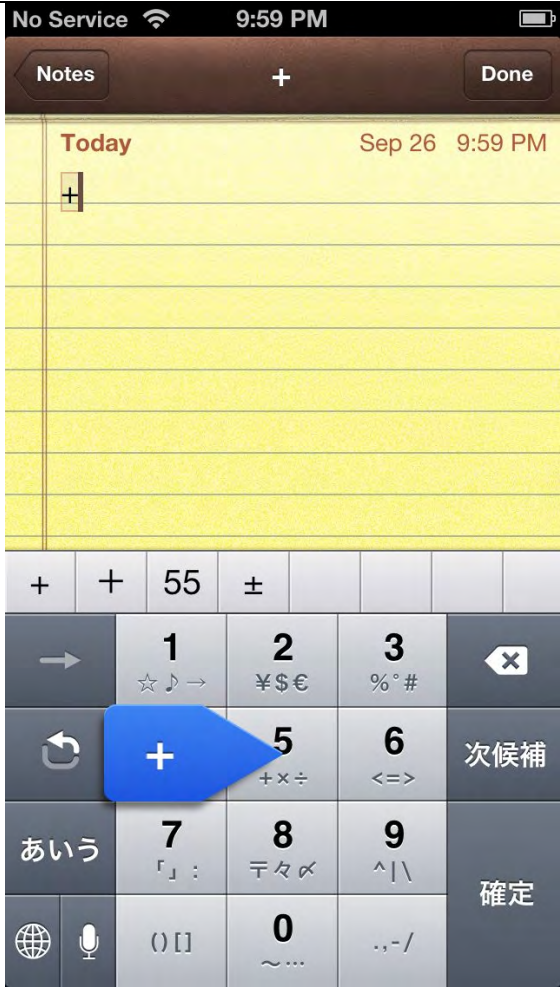 No Service 9:59 PM
Notes + Done
Today Sep 26 9:59 PM
+
+ ＋ 55 ±
→ 1 2 3
☆♪→ ¥$€ %°#
+ 5 6 次候補
+×÷ <=>
あいう 7 8 9
「」: 〒々〆 ^|\
確定
()[] 0 .,-/
～…